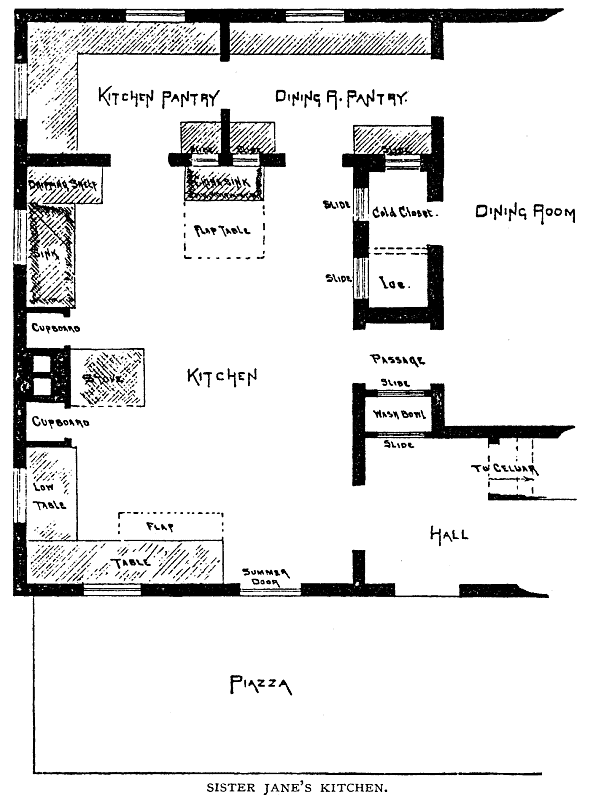 KITCHEN PANTRY
DINING R. PANTRY.
SLIDE
SLIDE
SLIDE
DRIPPING SHELF
SINK
FLAP TABLE
SLIDE
COLD CLOSET.
DINING ROOM
SINK
SLIDE
ICE.
CUPBOARD
STOVE
KITCHEN
PASSAGE
SLIDE
CUPBOARD
WASH BOWL
SLIDE
TO CELLAR
LOW
TABLE
FLAP
HALL
TABLE
SUMMER
DOOR
PIAZZA
SISTER JANE'S KITCHEN.